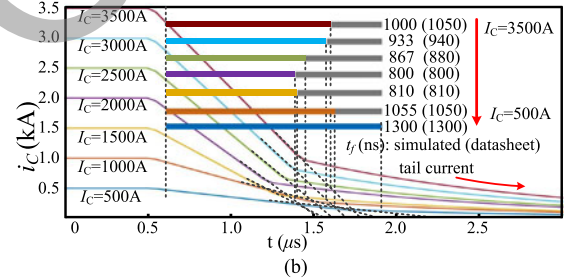 3.5
3.0
2.5
2.0
1.5
1.0
0.5
i_C (kA)
I_C=3500A
I_C=3000A
I_C=2500A
I_C=2000A
I_C=1500A
I_C=1000A
I_C=500A
1000 (1050)
933 (940)
867 (880)
800 (800)
810 (810)
1055 (1050)
1300 (1300)
I_C=3500A
I_C=500A
t_f (ns): simulated (datasheet)
tail current
0 0.5 1.0 1.5 2.0 2.5
t (μs)
(b)